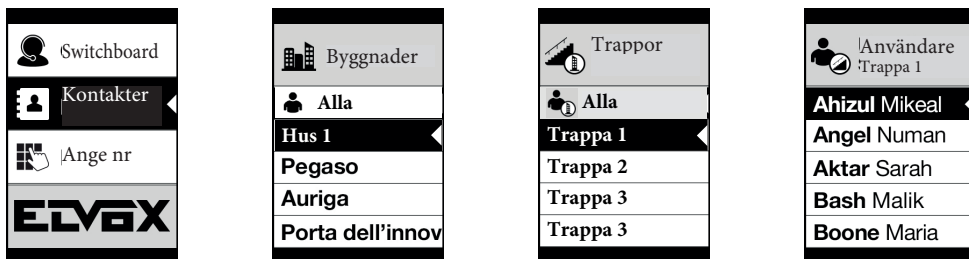 Switchboard
Kontakter
Ange nr
ELVOX
Byggnader
Alla
Hus 1
Pegaso
Auriga
Porta dell'innov
Trappor
Alla
Trappa 1
Trappa 2
Trappa 3
Trappa 3
Användare
Trappa 1
Ahizul Mikeal
Angel Numan
Aktar Sarah
Bash Malik
Boone Maria